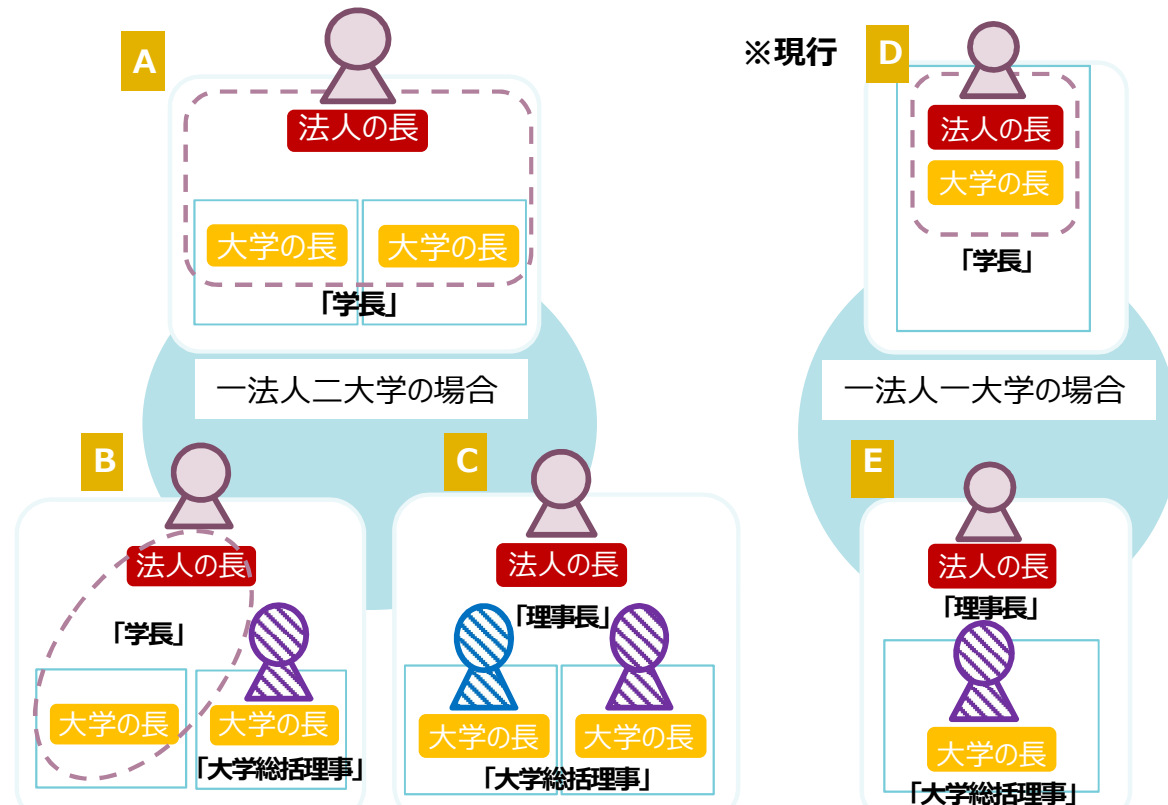 A
法人の長
大学の長
大学の長
「学長」
一法人二大学の場合
B
法人の長
「学長」
大学の長
大学の長
「大学総括理事」
C
法人の長
「理事長」
大学の長
大学の長
「大学総括理事」
※現行
D
法人の長
大学の長
「学長」
一法人一大学の場合
E
法人の長
「理事長」
大学の長
「大学総括理事」